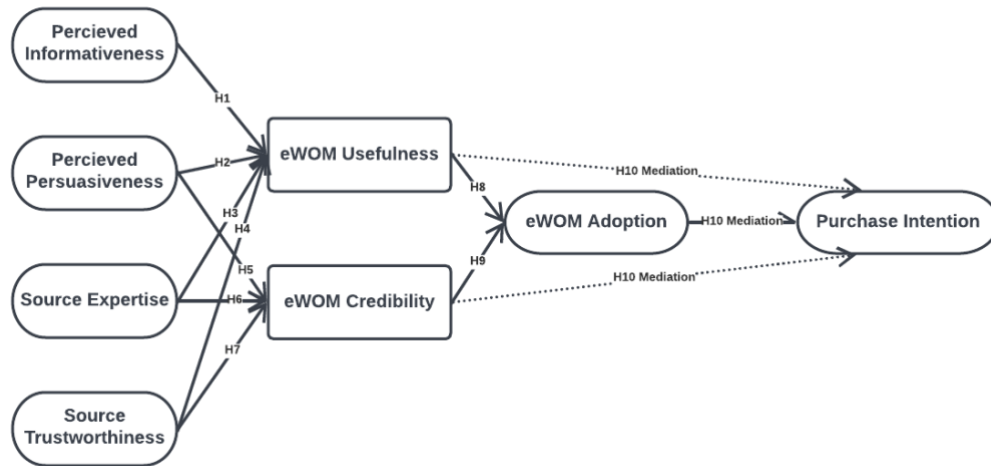 Percieved
Informativeness
H1
Percieved
Persuasiveness
eWOM Usefulness
H2
H10 Mediation
H8
H3
H4
eWOM Adoption
H10 Mediation
Purchase Intention
H9
H5
H10 Mediation
Source Expertise
H6
eWOM Credibility
H7
Source
Trustworthiness